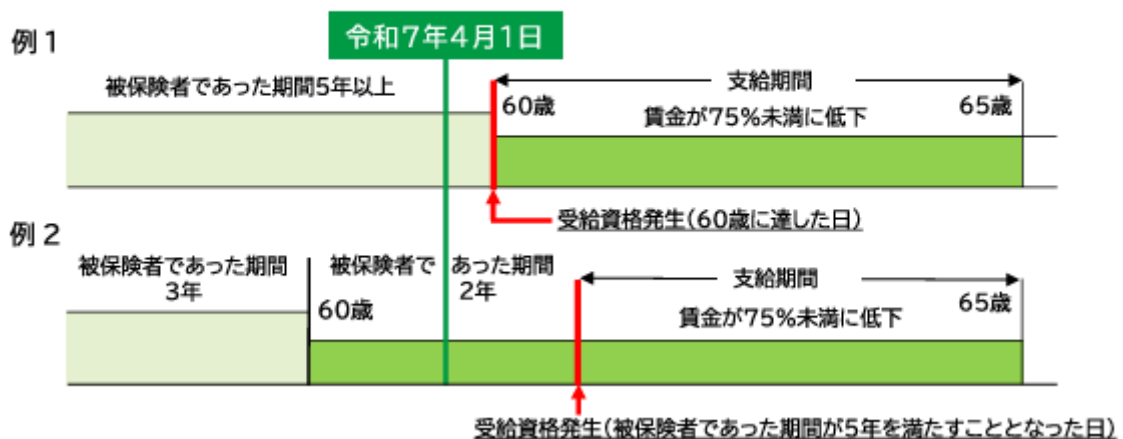 例1
令和7年4月1日
被保険者であった期間5年以上
支給期間
60歳
賃金が75%未満に低下
65歳
受給資格発生(60歳に達した日)
例2
被保険者であった期間
3年
被保険者であった期間
2年
支給期間
60歳
賃金が75%未満に低下
65歳
受給資格発生(被保険者であった期間が5年を満たすこととなった日)